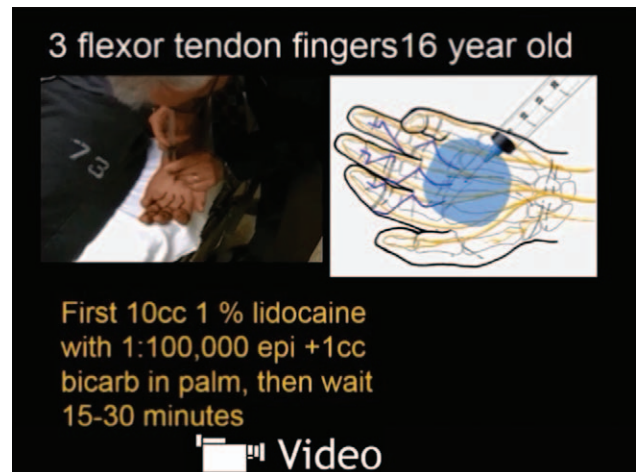 3 flexor tendon fingers16 year old
73
First 10cc 1 % lidocaine
with 1:100,000 epi +1cc
bicarb in palm, then wait
15-30 minutes
Video